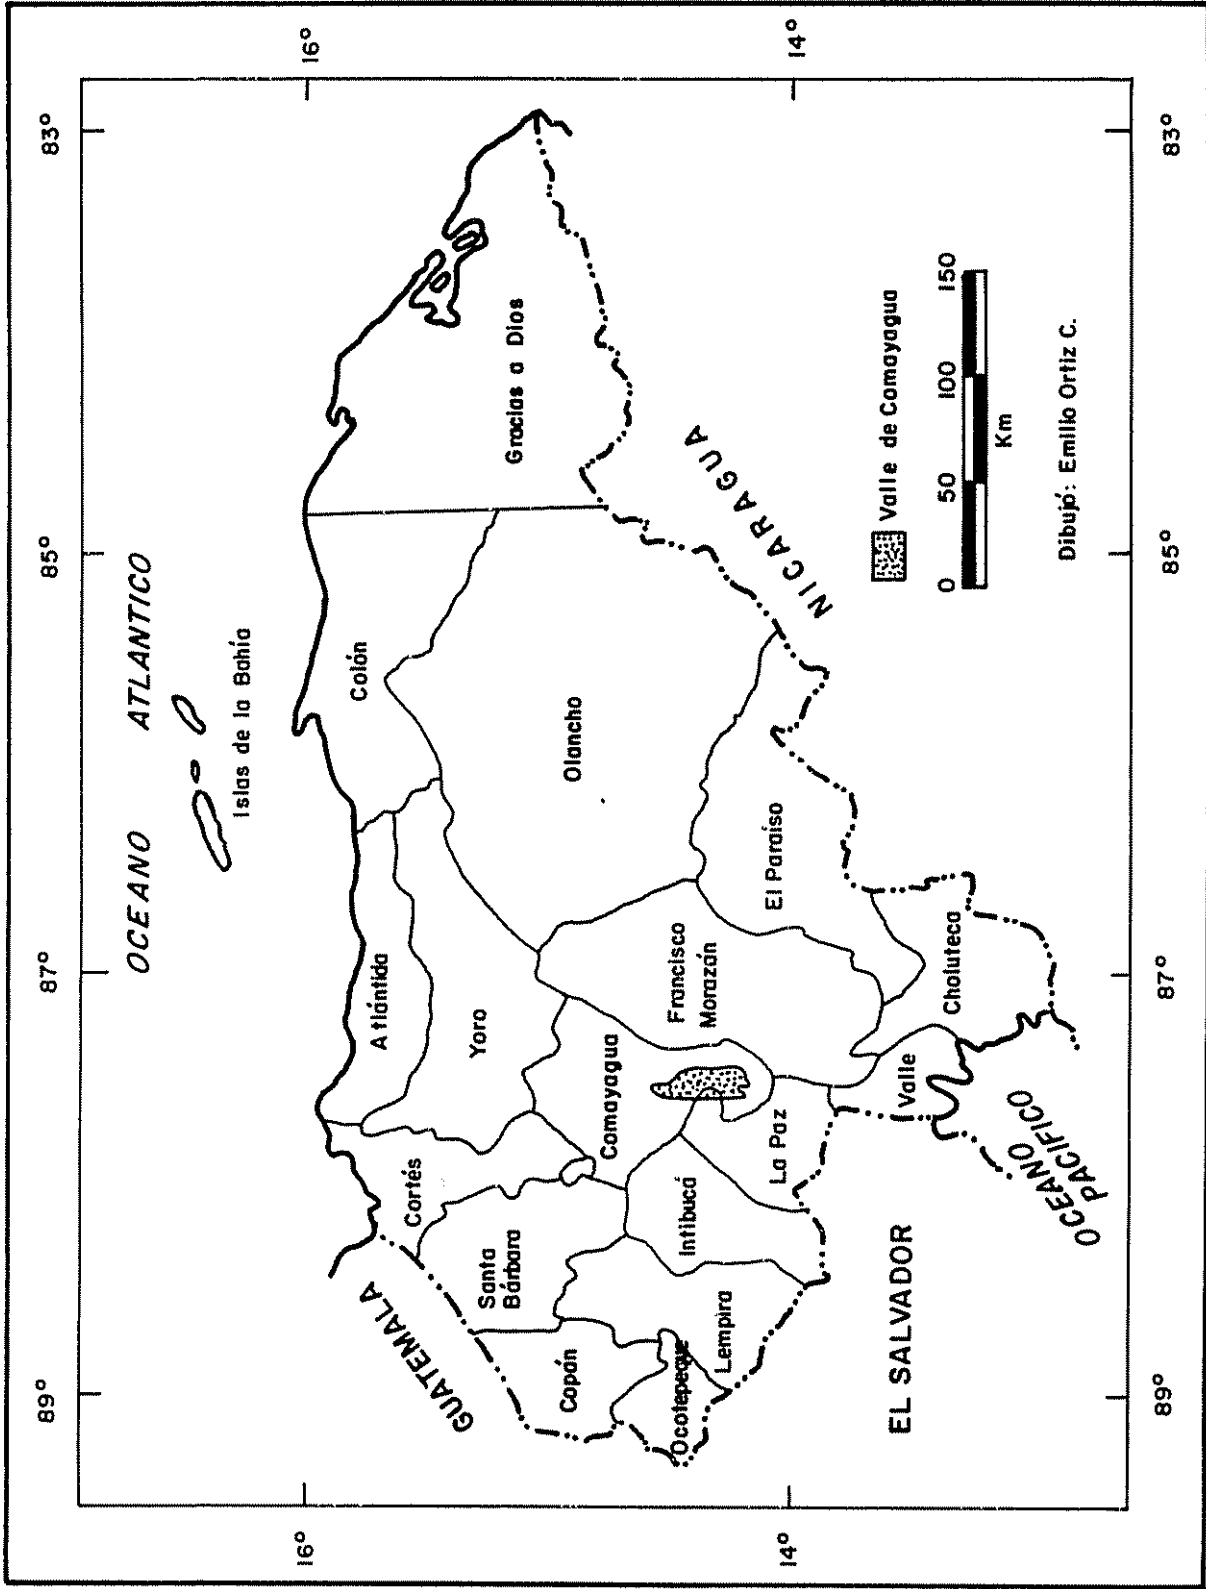 89°
87°
85°
83°
OCEANO ATLANTICO
Islas de la Bahía
16°
16°
GUATEMALA
Cortés
Atlántida
Colón
Yoro
Santa
Bárbara
Gracias a Dios
Copán
Comayagua
Olancho
Ocotepeque
Intibucá
Francisco
Morazán
Lempira
La Paz
El Paraíso
NICARAGUA
14°
14°
EL SALVADOR
Valle
Choluteca
Valle de Comayagua
0 50 100 150
Km
OCEANO
PACIFICO
Dibujó: Emilio Ortiz C.
89°
87°
85°
83°